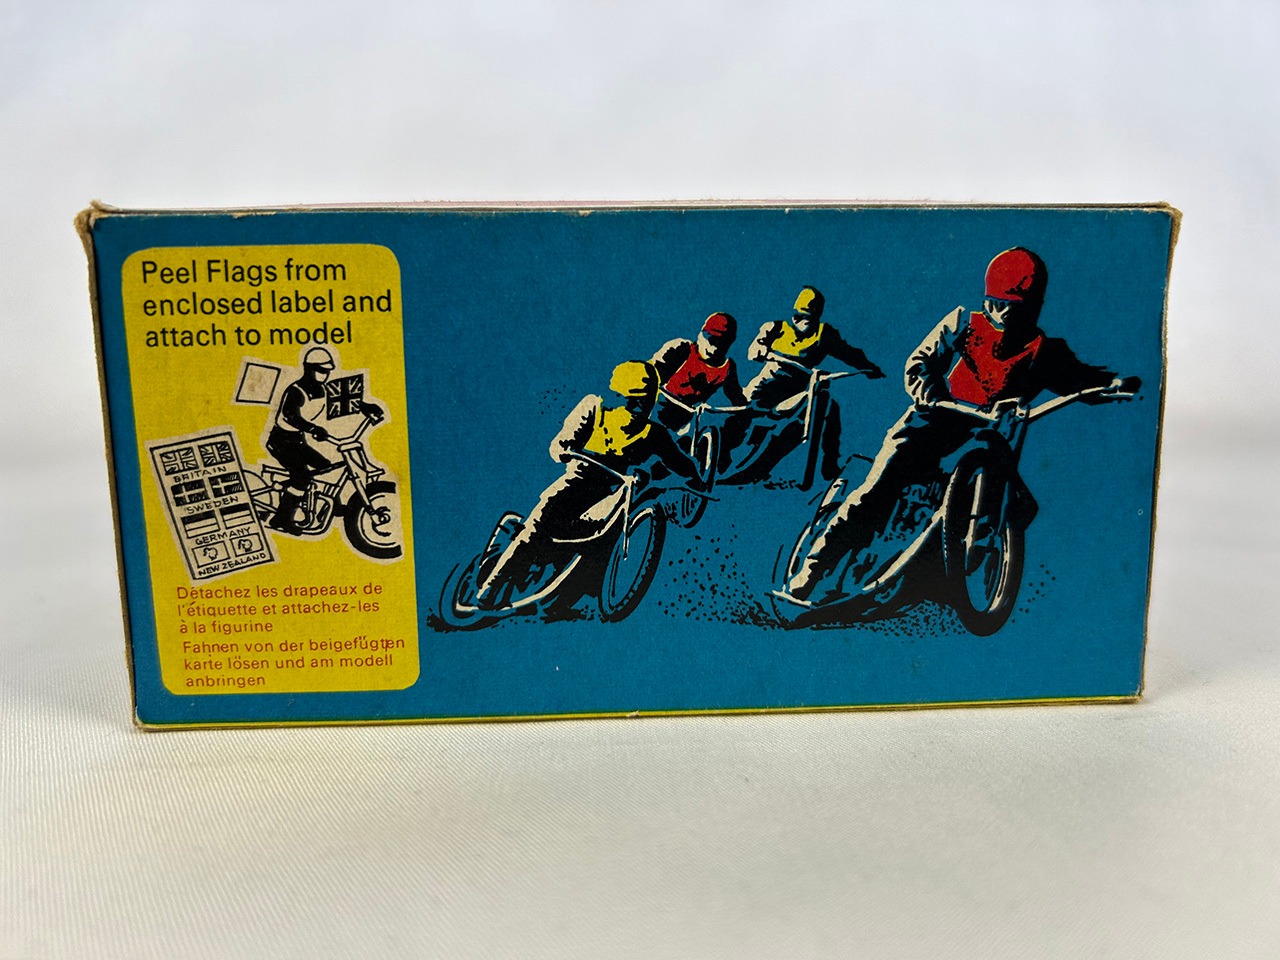 Peel Flags from
enclosed label and
attach to model
BRITAIN
SWEDEN
GERMANY
NEW ZEALAND
Dètachez les drapeaux de
l'étiquette et attachez-les
à la figurine
Fahnen von der beigefügten
karte lösen und am modell
anbringen